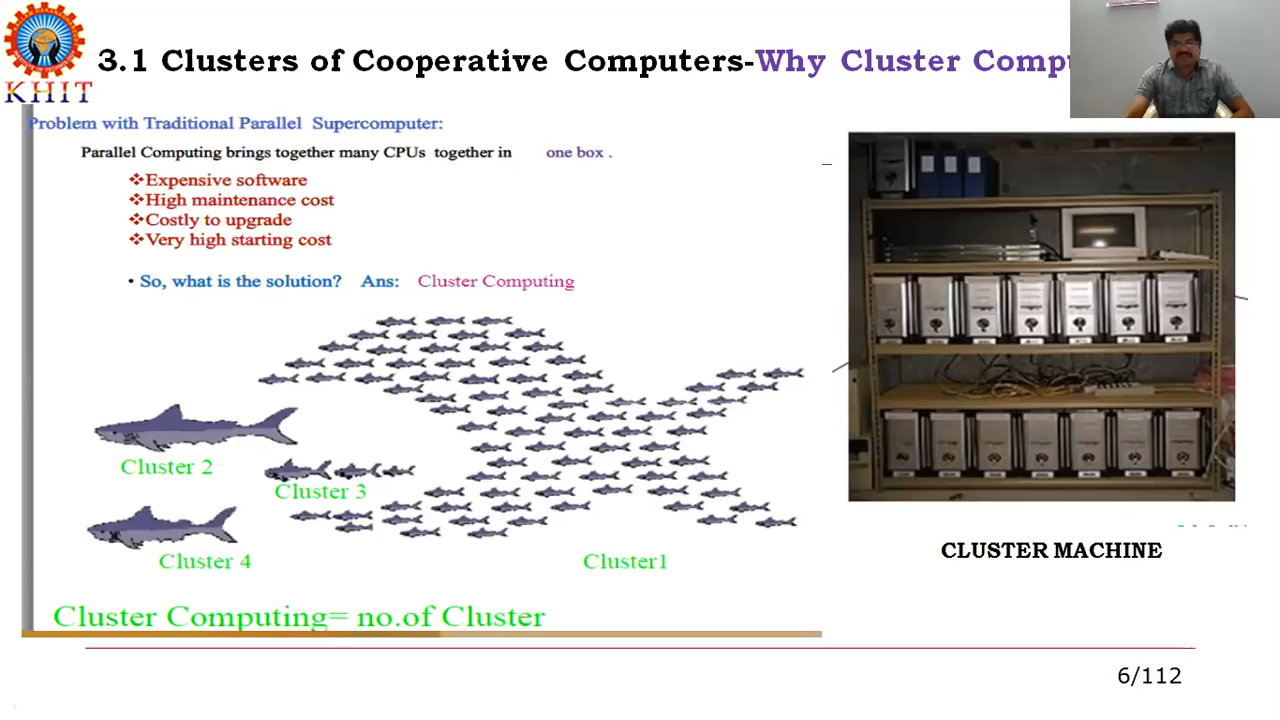 3.1 Clusters of Cooperative Computers-Why Cluster Comp
KHIT
Problem with Traditional Parallel Supercomputer:
Parallel Computing brings together many CPUs together in one box .
❖Expensive software
❖High maintenance cost
❖Costly to upgrade
❖Very high starting cost
• So, what is the solution? Ans: Cluster Computing
Cluster 2
Cluster 3
Cluster 4
Cluster1
CLUSTER MACHINE
Cluster Computing= no.of Cluster
6/112